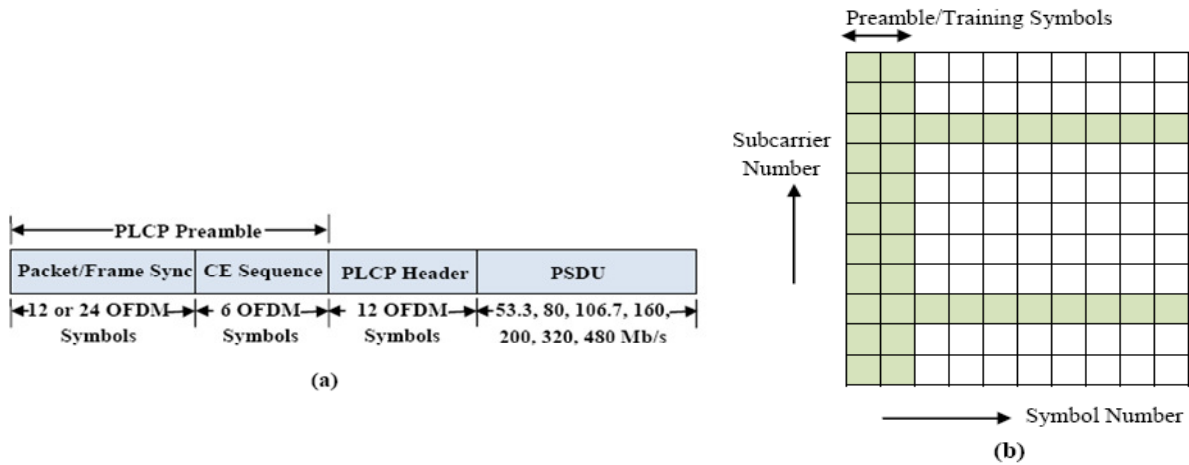 PLCP Preamble
Packet/Frame Sync
CE Sequence
PLCP Header
PSDU
12 or 24 OFDM
Symbols
6 OFDM
Symbols
12 OFDM
Symbols
53.3, 80, 106.7, 160,
200, 320, 480 Mb/s
(a)
Preamble/Training Symbols
Subcarrier
Number
Symbol Number
(b)